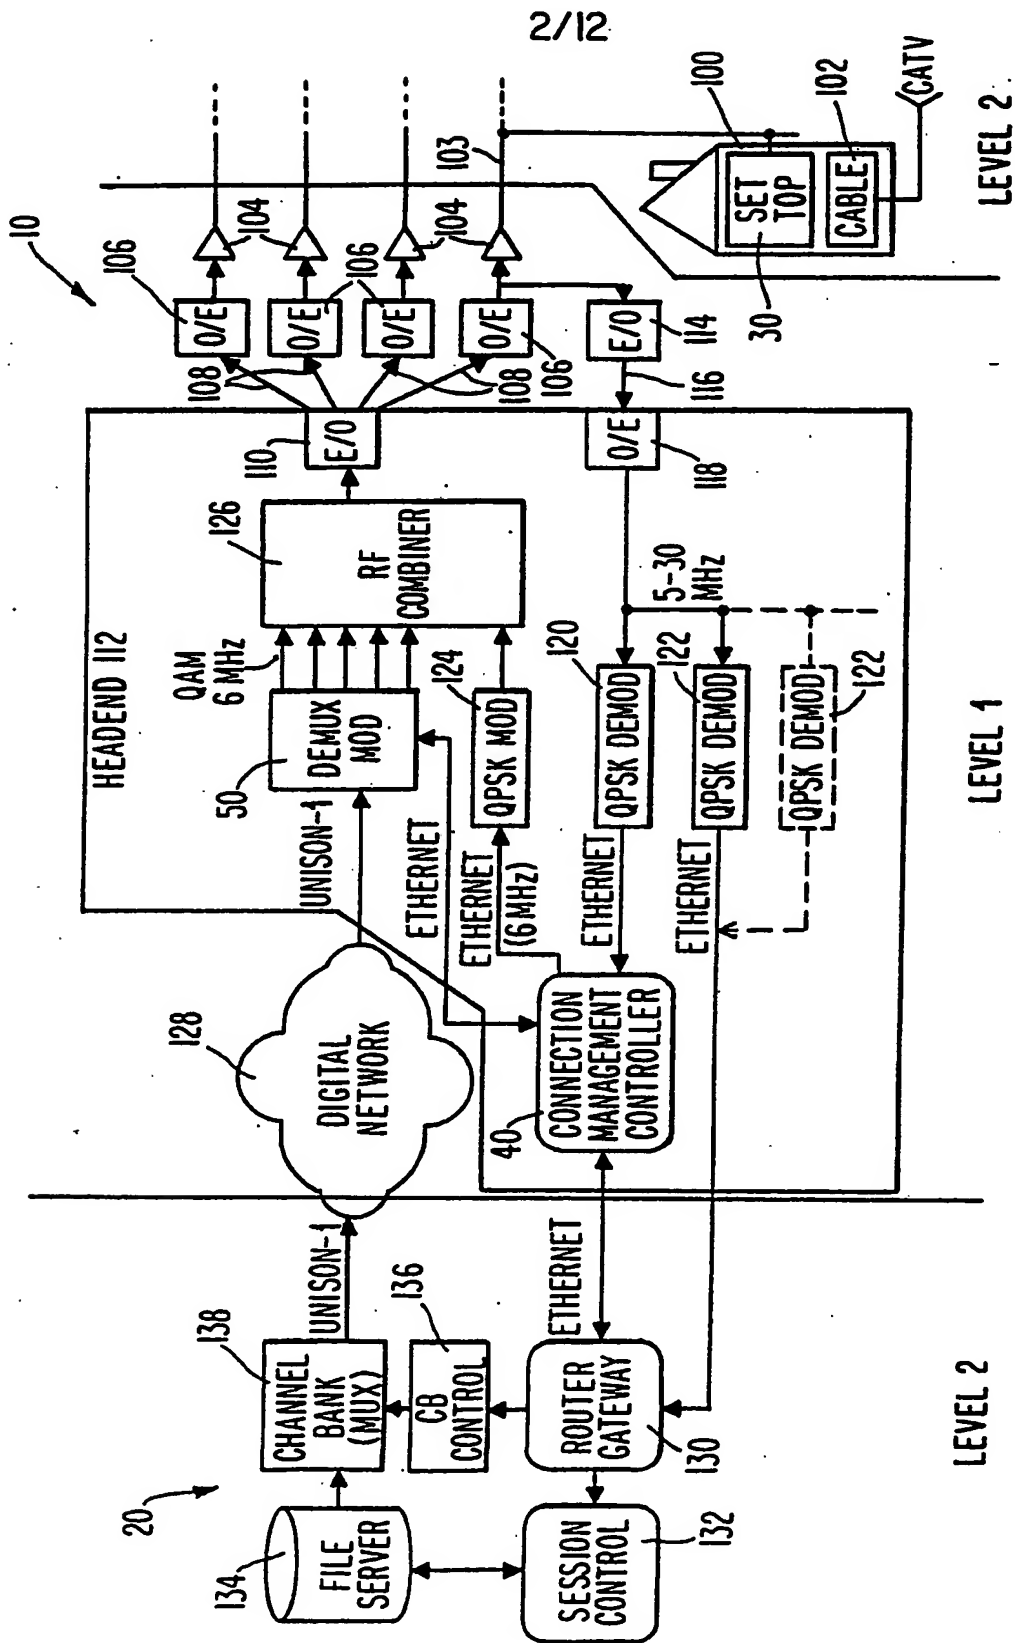 2/12
10
20
134
FILE
SERVER
SESSION
CONTROL
132
138
CHANNEL
BANK
(MUX)
UNISON-1
136
CB
CONTROL
ROUTER
GATEWAY
130
ETHERNET
LEVEL 2
128
DIGITAL
NETWORK
HEADEND 112
UNISON-1
50
DEMUX
MOD
QAM
6 MHz
126
RF
COMBINER
110
E/O
ETHERNET
ETHERNET
(6MHz)
QPSK MOD
124
40
CONNECTION
MANAGEMENT
CONTROLLER
ETHERNET
QPSK DEMOD
120
ETHERNET
QPSK DEMOD
122
QPSK DEMOD
122
5-30
MHz
O/E
118
LEVEL 1
106
O/E
O/E
106
O/E
O/E
106
108
108
104
104
103
E/O
114
116
SET
TOP
30
100
CABLE
102
CATV
LEVEL 2